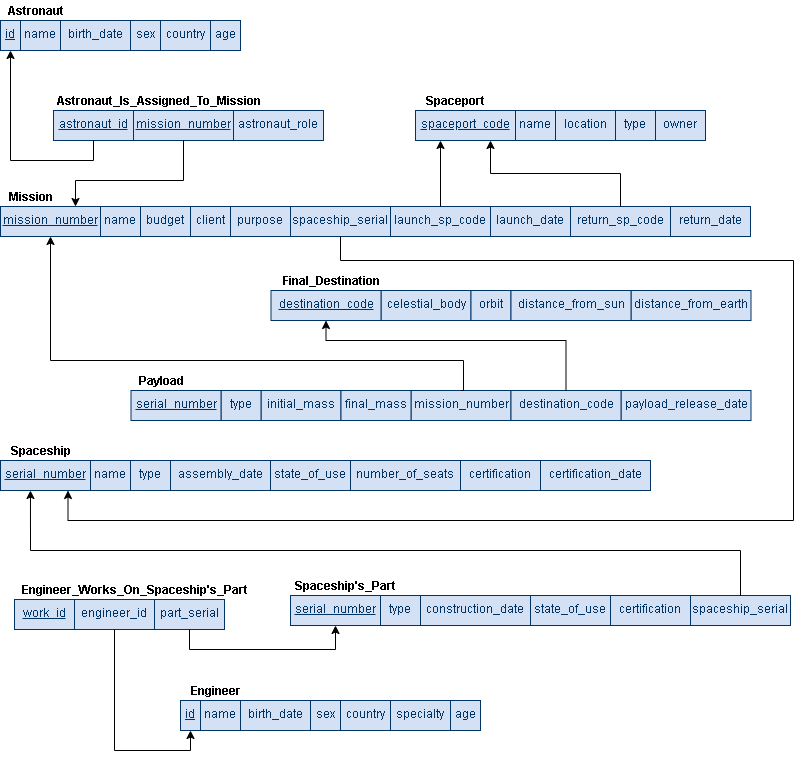 Astronaut
id name birth_date sex country age
Astronaut_Is_Assigned_To_Mission
astronaut_id mission_number astronaut_role
Spaceport
spaceport_code name location type owner
Mission
mission_number name budget client purpose spaceship_serial launch_sp_code launch_date return_sp_code return_date
Final_Destination
destination_code celestial_body orbit distance_from_sun distance_from_earth
Payload
serial_number type initial_mass final_mass mission_number destination_code payload_release_date
Spaceship
serial_number name type assembly_date state_of_use number_of_seats certification certification_date
Engineer_Works_On_Spaceship's_Part
work_id engineer_id part_serial
Spaceship's_Part
serial_number type construction_date state_of_use certification spaceship_serial
Engineer
id name birth_date sex country specialty age